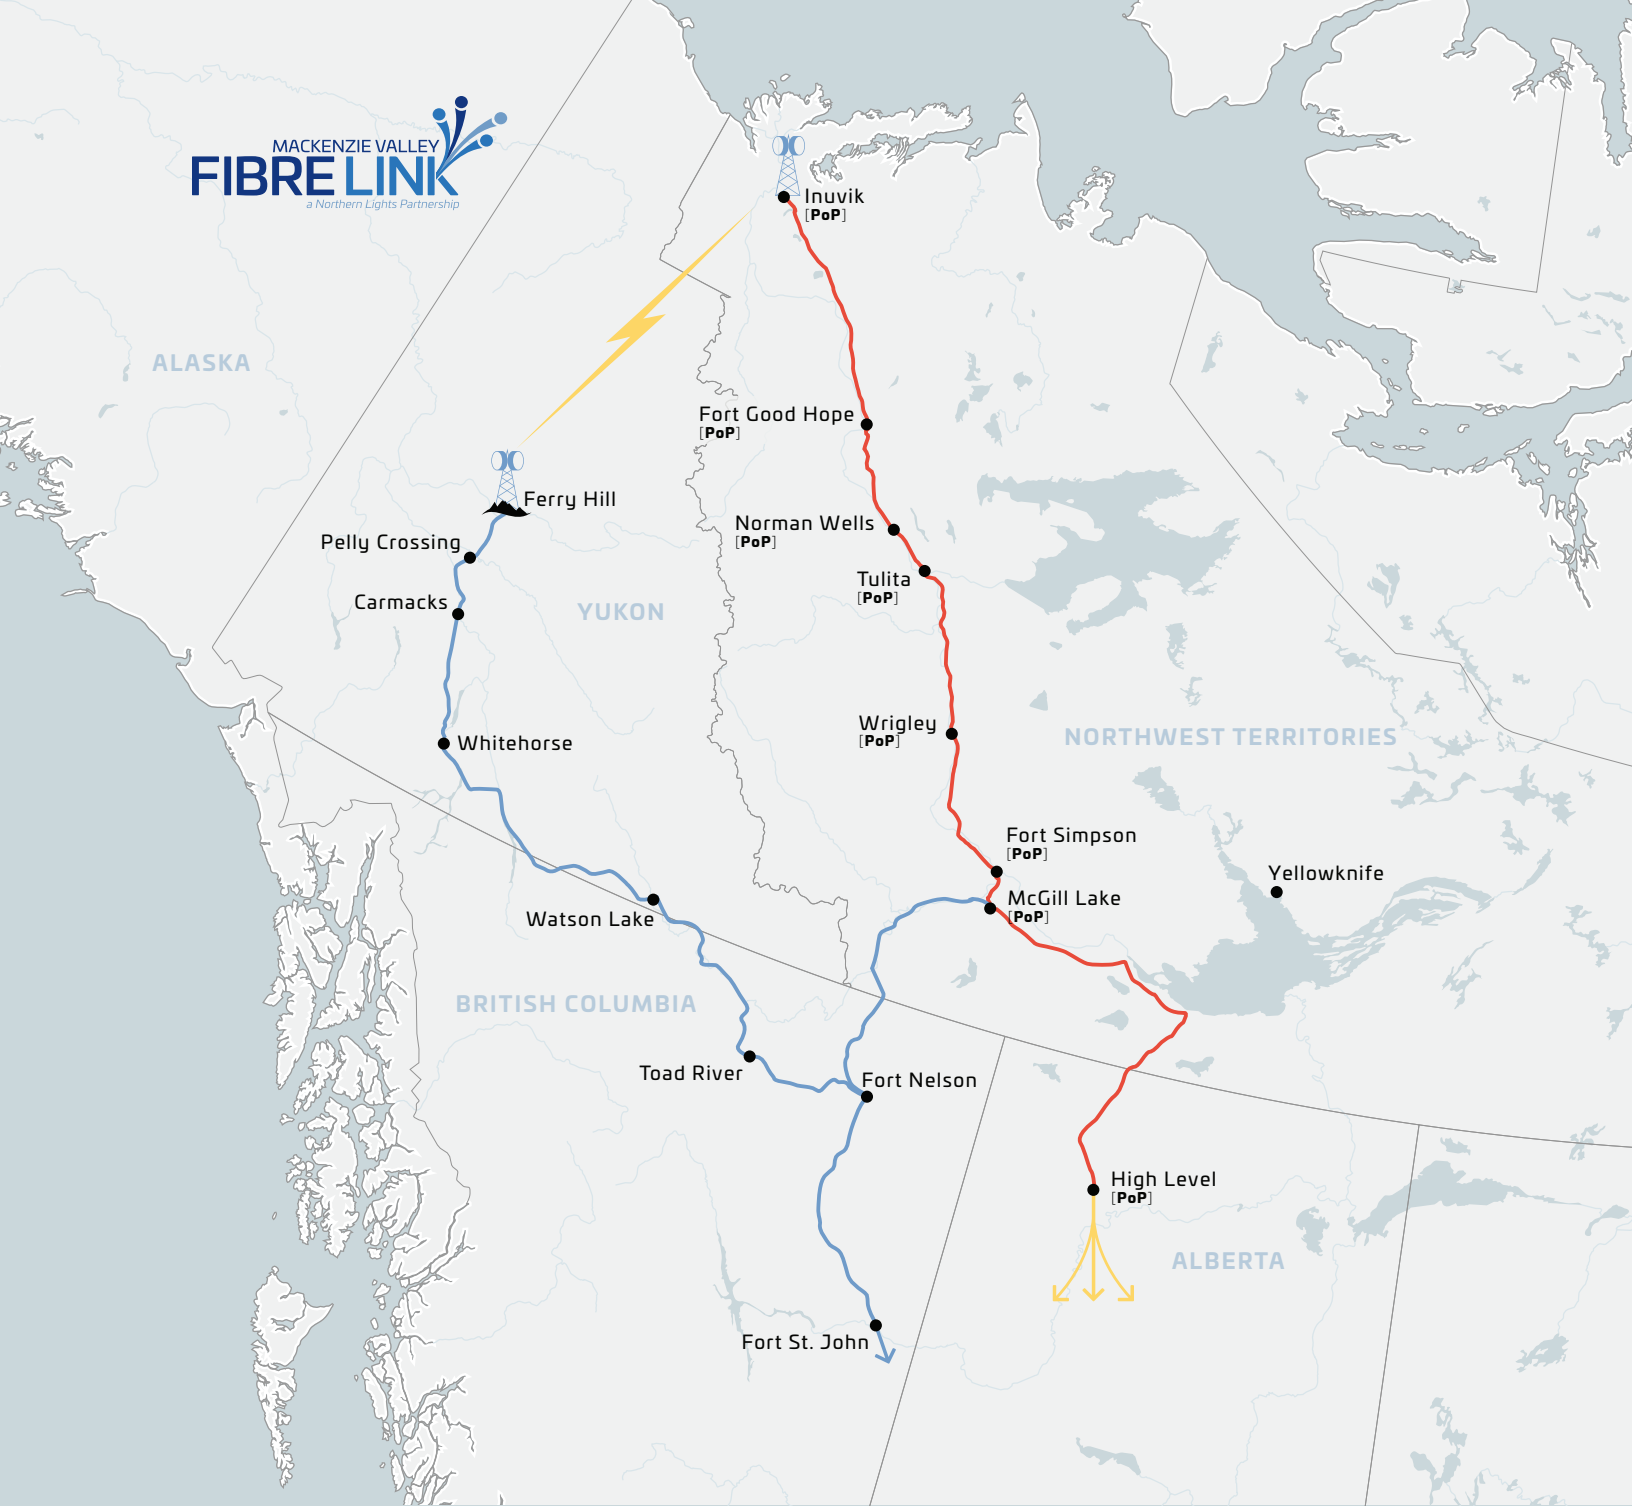 MACKENZIE VALLEY
FIBRE LINK
a Northern Lights Partnership
Inuvik
[PoP]
ALASKA
Fort Good Hope
[PoP]
Ferry Hill
Norman Wells
[PoP]
Pelly Crossing
Tulita
[PoP]
Carmacks
YUKON
Wrigley
[PoP]
NORTHWEST TERRITORIES
Whitehorse
Fort Simpson
[PoP]
Yellowknife
McGill Lake
[PoP]
Watson Lake
BRITISH COLUMBIA
Toad River
Fort Nelson
High Level
[PoP]
ALBERTA
Fort St. John